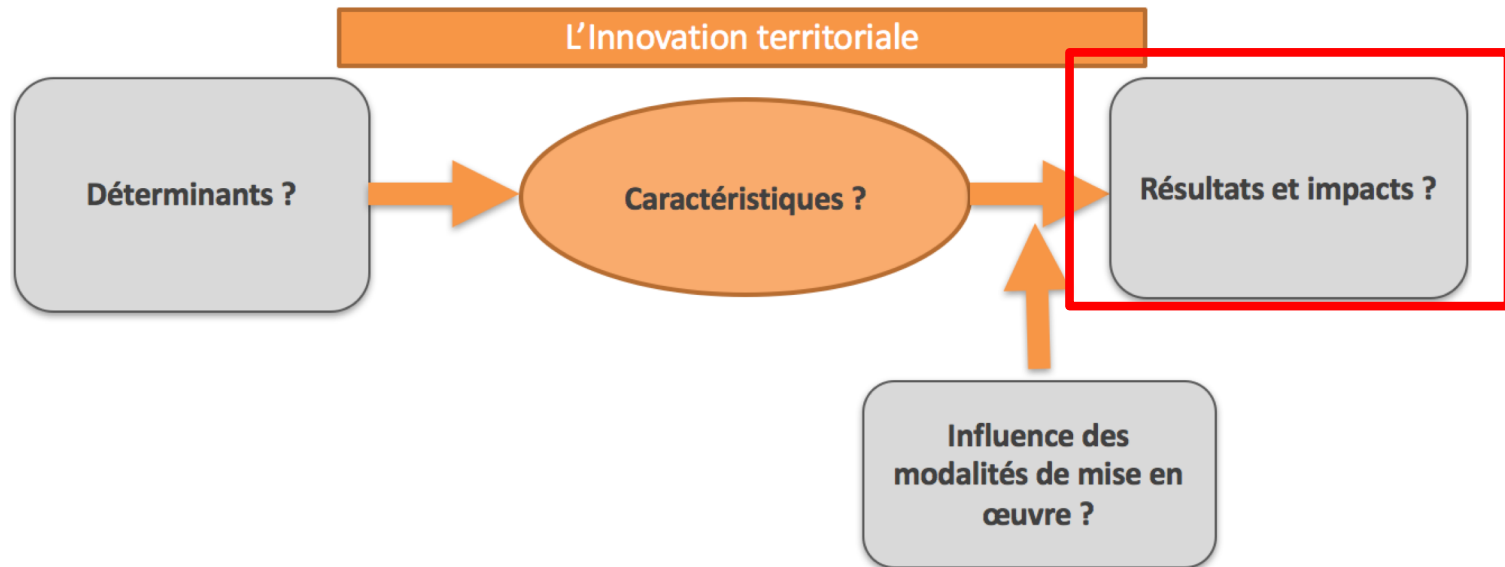 L’Innovation territoriale
Déterminants ?
Caractéristiques ?
Résultats et impacts ?
Influence des
modalités de mise en
œuvre ?